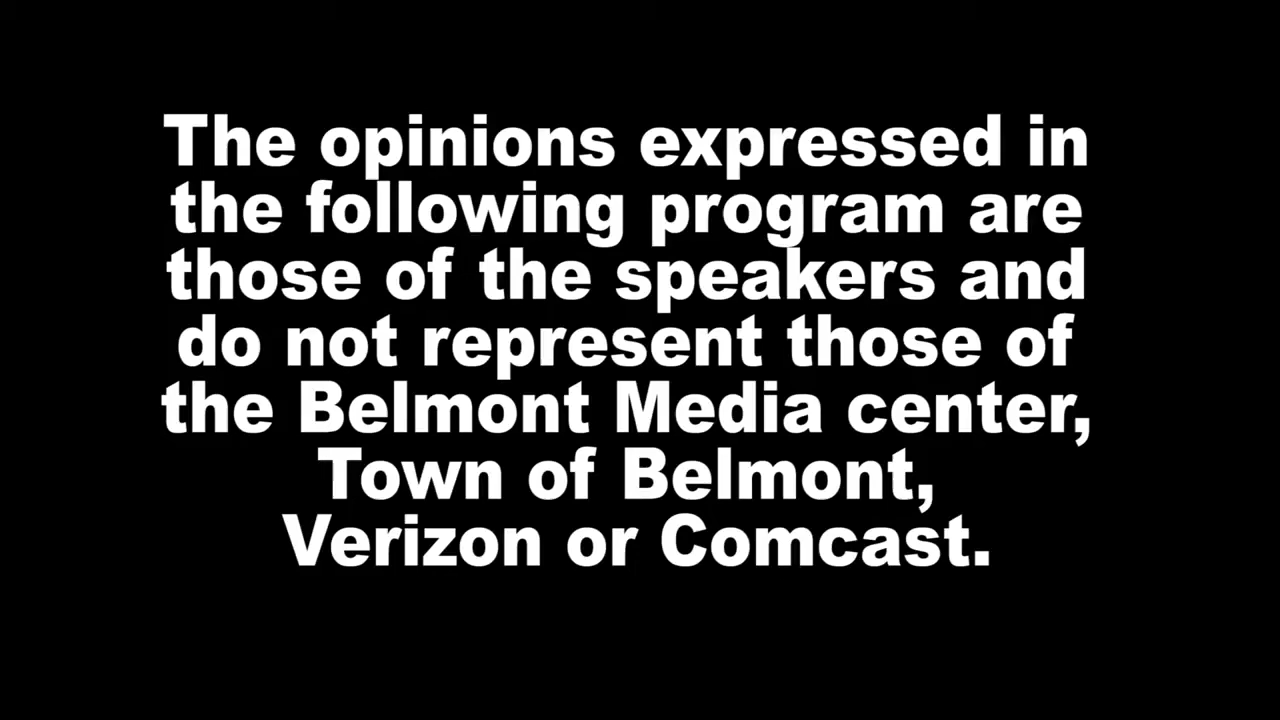 The opinions expressed in
the following program are
those of the speakers and
do not represent those of
the Belmont Media center,
Town of Belmont,
Verizon or Comcast.